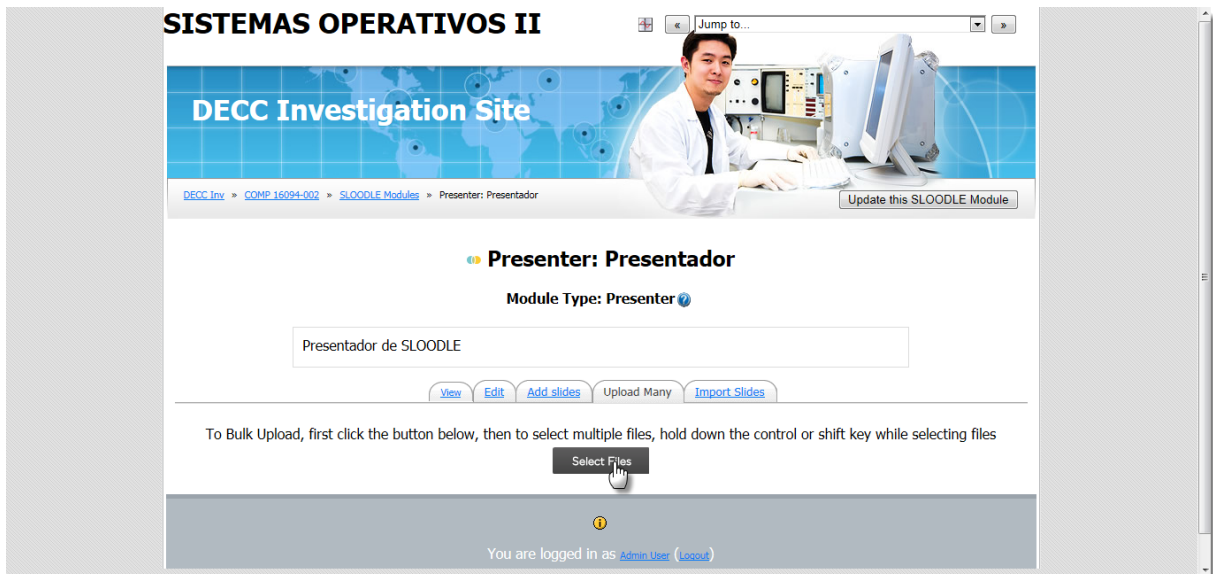 SISTEMAS OPERATIVOS II
« Jump to... »
DECC Investigation Site
DECC Inv » COMP 16094-002 » SLOODLE Modules » Presenter: Presentador
Update this SLOODLE Module
Presenter: Presentador
Module Type: Presenter ?
Presentador de SLOODLE
View Edit Add slides Upload Many Import Slides
To Bulk Upload, first click the button below, then to select multiple files, hold down the control or shift key while selecting files
Select Files
You are logged in as Admin User (Logout)